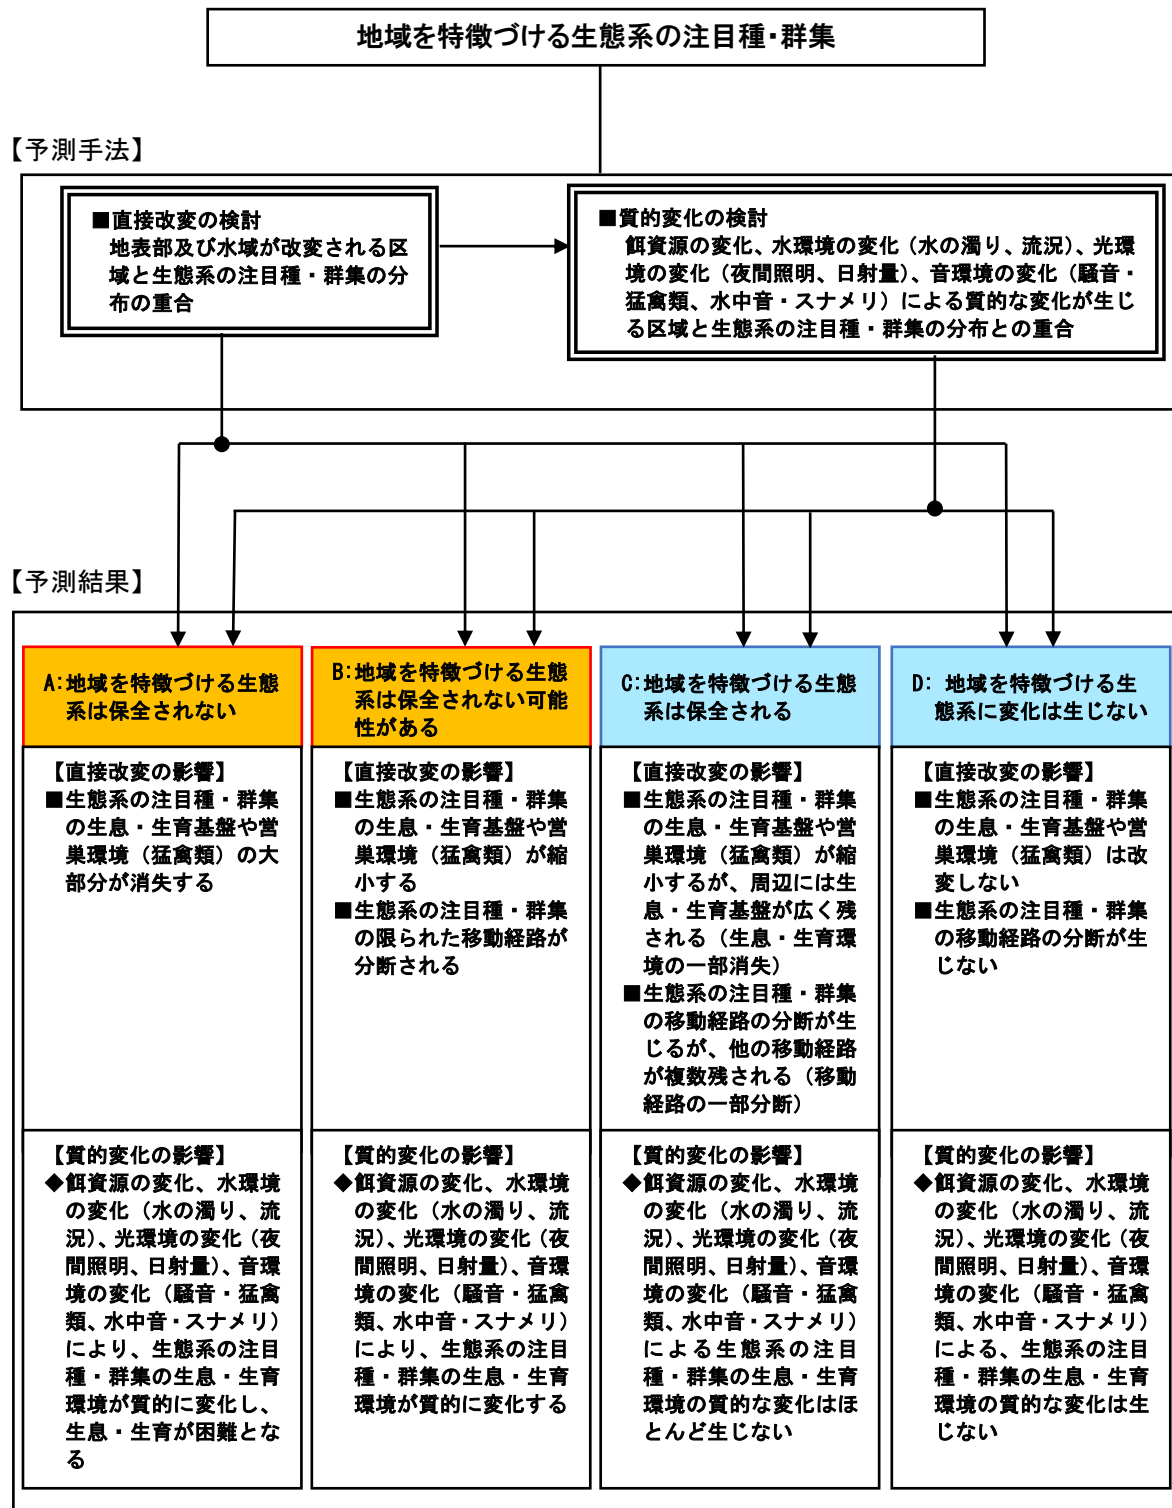 地域を特徴づける生態系の注目種・群集
【予測手法】
■直接改変の検討
地表部及び水域が改変される区
域と生態系の注目種・群集の分
布の重合
■質的変化の検討
餌資源の変化、水環境の変化（水の濁り、流況）、光環
境の変化（夜間照明、日射量）、音環境の変化（騒音・
猛禽類、水中音・スナメリ）による質的な変化が生じ
る区域と生態系の注目種・群集の分布との重合
【予測結果】
A:地域を特徴づける生態
系は保全されない
【直接改変の影響】
■生態系の注目種・群集
の生息・生育基盤や営
巣環境（猛禽類）の大
部分が消失する
【質的変化の影響】
◆餌資源の変化、水環境
の変化（水の濁り、流
況）、光環境の変化（夜
間照明、日射量）、音環
境の変化（騒音・猛禽
類、水中音・スナメリ）
により、生態系の注目
種・群集の生息・生育
環境が質的に変化し、
生息・生育が困難とな
る
B:地域を特徴づける生態
系は保全されない可能
性がある
【直接改変の影響】
■生態系の注目種・群集
の生息・生育基盤や営
巣環境（猛禽類）が縮
小する
■生態系の注目種・群集
の限られた移動経路が
分断される
【質的変化の影響】
◆餌資源の変化、水環境
の変化（水の濁り、流
況）、光環境の変化（夜
間照明、日射量）、音環
境の変化（騒音・猛禽
類、水中音・スナメリ）
により、生態系の注目
種・群集の生息・生育
環境が質的に変化する
C:地域を特徴づける生態
系は保全される
【直接改変の影響】
■生態系の注目種・群集
の生息・生育基盤や営
巣環境（猛禽類）が縮
小するが、周辺には生
息・生育基盤が広く残
される（生息・生育環
境の一部消失）
■生態系の注目種・群集
の移動経路の分断が生
じるが、他の移動経路
が複数残される（移動
経路の一部分断）
【質的変化の影響】
◆餌資源の変化、水環境
の変化（水の濁り、流
況）、光環境の変化（夜
間照明、日射量）、音環
境の変化（騒音・猛禽
類、水中音・スナメリ）
による生態系の注目
種・群集の生息・生育
環境の質的な変化はほ
とんど生じない
D: 地域を特徴づける生
態系に変化は生じない
【直接改変の影響】
■生態系の注目種・群集
の生息・生育基盤や営
巣環境（猛禽類）は改
変しない
■生態系の注目種・群集
の移動経路の分断が生
じない
【質的変化の影響】
◆餌資源の変化、水環境
の変化（水の濁り、流
況）、光環境の変化（夜
間照明、日射量）、音環
境の変化（騒音・猛禽
類、水中音・スナメリ）
による、生態系の注目
種・群集の生息・生育
環境の質的な変化は生
じない